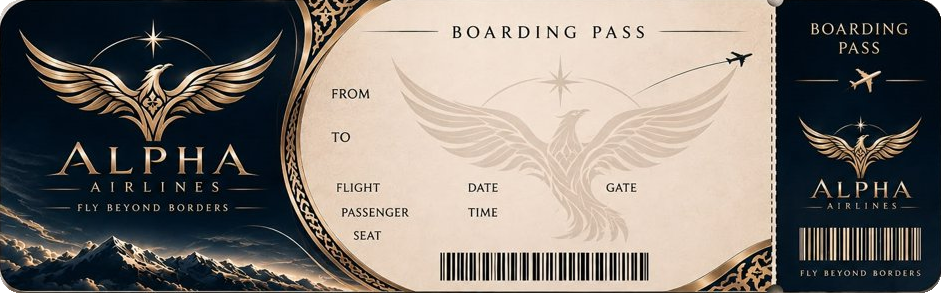 ALPHA
AIRLINES
FLY BEYOND BORDERS
BOARDING PASS
FROM
TO
FLIGHT DATE GATE
PASSENGER TIME
SEAT
BOARDING
PASS
ALPHA
AIRLINES
FLY BEYOND BORDERS